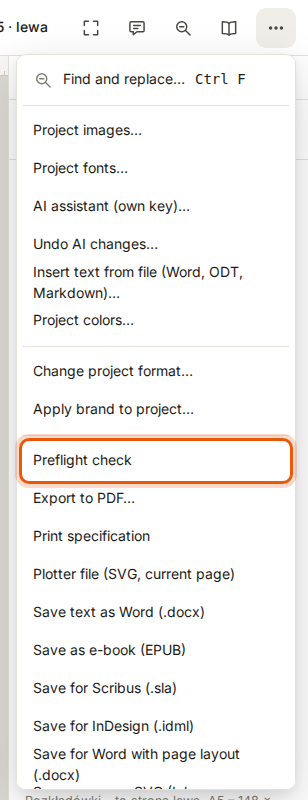 5 · lewa
Find and replace... Ctrl F
Project images...
Project fonts...
AI assistant (own key)...
Undo AI changes...
Insert text from file (Word, ODT,
Markdown)...
Project colors...
Change project format...
Apply brand to project...
Preflight check
Export to PDF...
Print specification
Plotter file (SVG, current page)
Save text as Word (.docx)
Save as e-book (EPUB)
Save for Scribus (.sla)
Save for InDesign (.idml)
Save for Word with page layout
(.docx)